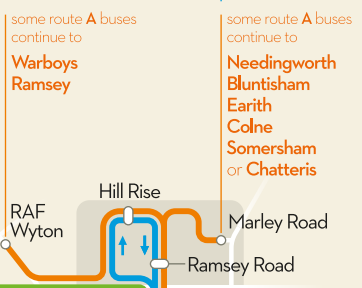 some route A buses
continue to
Warboys
Ramsey
some route A buses
continue to
Needingworth
Bluntisham
Earith
Colne
Somersham
or Chatteris
Hill Rise
RAF
Wyton
Marley Road
Ramsey Road